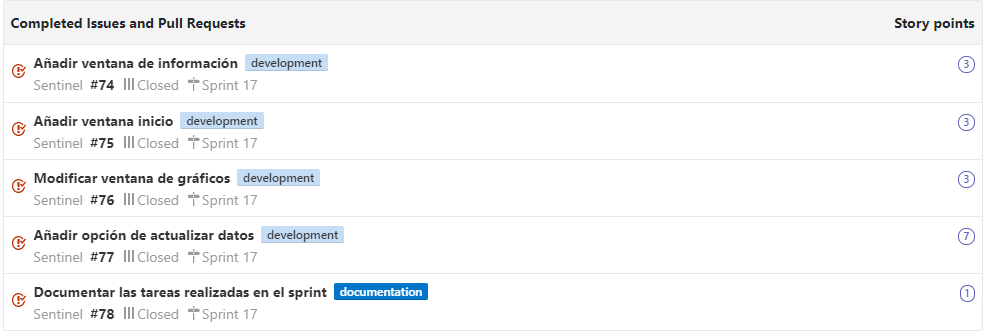 Completed Issues and Pull Requests Story points
Añadir ventana de información development 3
Sentinel #74 Closed Sprint 17
Añadir ventana inicio development 3
Sentinel #75 Closed Sprint 17
Modificar ventana de gráficos development 3
Sentinel #76 Closed Sprint 17
Añadir opción de actualizar datos development 7
Sentinel #77 Closed Sprint 17
Documentar las tareas realizadas en el sprint documentation 1
Sentinel #78 Closed Sprint 17